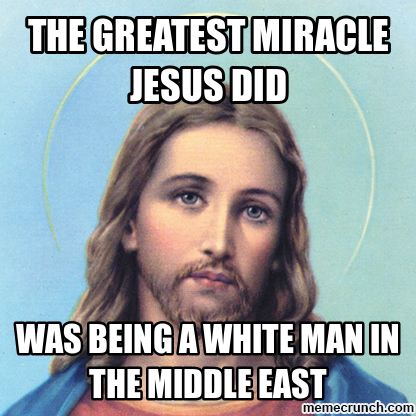 THE GREATEST MIRACLE
JESUS DID
WAS BEING A WHITE MAN IN
THE MIDDLE EAST
memecrunch.com